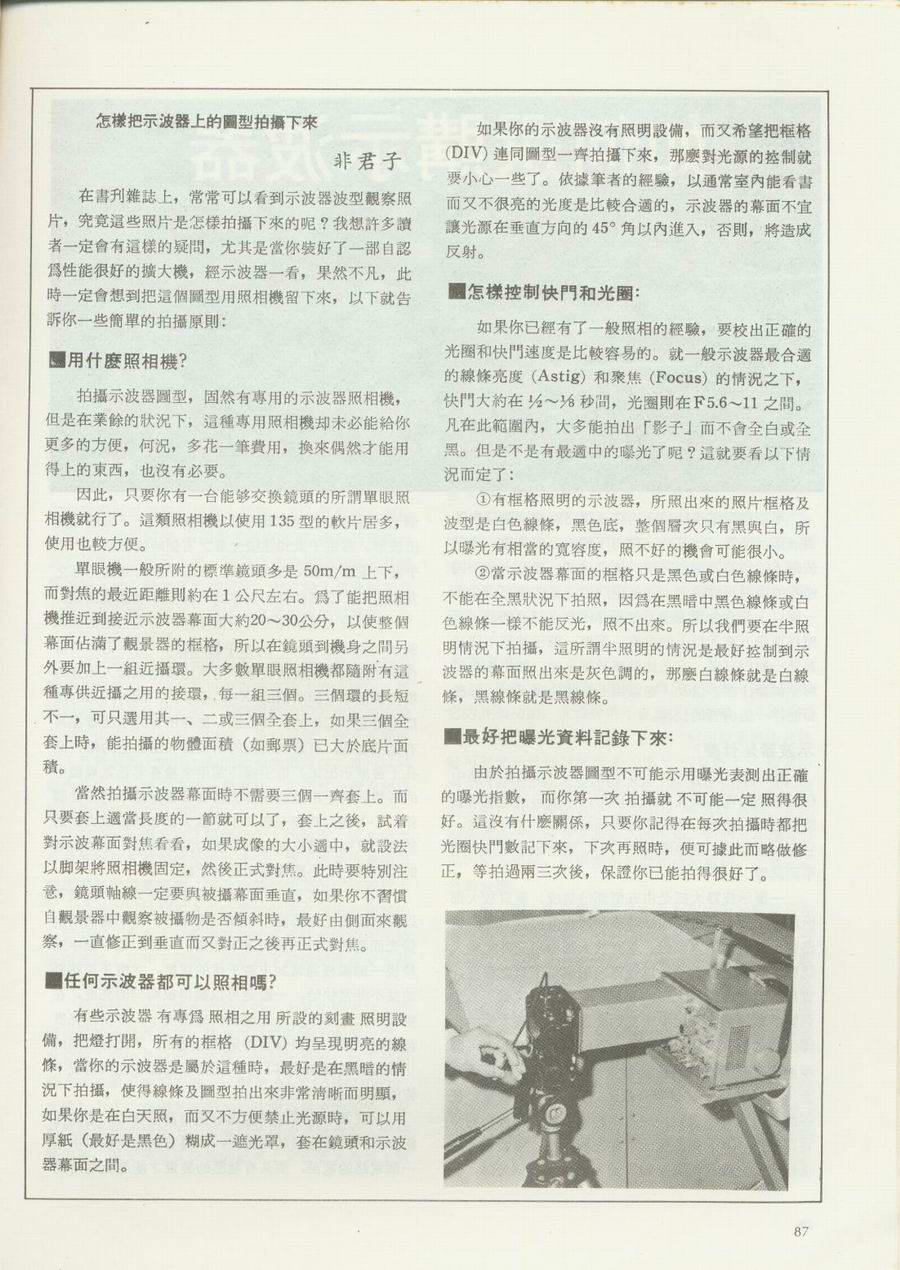 怎樣把示波器上的圖型拍攝下來
非君子
在書刋雜誌上，常常可以看到示波器波型觀察照
片，究竟這些照片是怎樣拍攝下來的呢？我想許多讀
者一定會有這樣的疑問，尤其是當你裝好了一部自認
爲性能很好的擴大機，經示波器一看，果然不凡，此
時一定會想到把這個圖型用照相機留下來，以下就告
訴你一些簡單的拍攝原則：
■用什麽照相機？
拍攝示波器圖型，固然有專用的示波器照相機，
但是在業餘的狀況下，這種專用照相機却未必能給你
更多的方便，何況，多花一筆費用，換來偶然才能用
得上的東西，也沒有必要。
因此，只要你有一台能够交換鏡頭的所謂單眼照
相機就行了。這類照相機以使用135型的軟片居多，
使用也較方便。
單眼機一般所附的標準鏡頭多是 50m/m 上下，
而對焦的最近距離則約在1公尺左右。爲了能把照相
機推近到接近示波器幕面大約20～30公分，以使整個
幕面佔滿了觀景器的框格，所以在鏡頭到機身之間另
外要加上一組近攝環。大多數單眼照相機都隨附有這
種專供近攝之用的接環，每一組三個。三個環的長短
不一，可只選用其一、二或三個全套上，如果三個全
套上時，能拍攝的物體面積（如郵票）已大於底片面
積。
當然拍攝示波器幕面時不需要三個一齊套上。而
只要套上適當長度的一節就可以了，套上之後，試着
對示波幕面對焦看看，如果成像的大小適中，就設法
以脚架將照相機固定，然後正式對焦。此時要特別注
意，鏡頭軸線一定要與被攝幕面垂直，如果你不習慣
自觀景器中觀察被攝物是否傾斜時，最好由側面來觀
察，一直修正到垂直而又對正之後再正式對焦。
■任何示波器都可以照相嗎？
有些示波器 有專爲 照相之用 所設的刻畫 照明設
備，把燈打開，所有的框格 (DIV) 均呈現明亮的線
條，當你的示波器是屬於這種時，最好是在黑暗的情
況下拍攝，使得線條及圖型拍出來非常清晰而明顯，
如果你是在白天照，而又不方便禁止光源時，可以用
厚紙（最好是黑色）糊成一遮光罩，套在鏡頭和示波
器幕面之間。
如果你的示波器沒有照明設備，而又希望把框格
(DIV) 連同圖型一齊拍攝下來，那麽對光源的控制就
要小心一些了。依據筆者的經驗，以通常室內能看書
而又不很亮的光度是比較合適的，示波器的幕面不宜
讓光源在垂直方向的 45° 角以內進入，否則，將造成
反射。
■怎樣控制快門和光圈：
如果你已經有了一般照相的經驗，要校出正確的
光圈和快門速度是比較容易的。就一般示波器最合適
的線條亮度 (Astig) 和聚焦 (Focus) 的情況之下，
快門大約在 ½～⅛ 秒間，光圈則在F5.6～11 之間。
凡在此範圍內，大多能拍出「影子」而不會全白或全
黑。但是不是有最適中的曝光了呢？這就要看以下情
況而定了：
①有框格照明的示波器，所照出來的照片框格及
波型是白色線條，黑色底，整個層次只有黑與白，所
以曝光有相當的寬容度，照不好的機會可能很小。
②當示波器幕面的框格只是黑色或白色線條時，
不能在全黑狀況下拍照，因爲在黑暗中黑色線條或白
色線條一樣不能反光，照不出來。所以我們要在半照
明情況下拍攝，這所謂半照明的情況是最好控制到示
波器的幕面照出來是灰色調的，那麽白線條就是白線
條，黑線條就是黑線條。
■最好把曝光資料記錄下來：
由於拍攝示波器圖型不可能示用曝光表測出正確
的曝光指數， 而你第一次 拍攝就 不可能一定 照得很
好。這沒有什麽關係，只要你記得在每次拍攝時都把
光圈快門數記下來，下次再照時，便可據此而略做修
正，等拍過兩三次後，保證你已能拍得很好了。
87